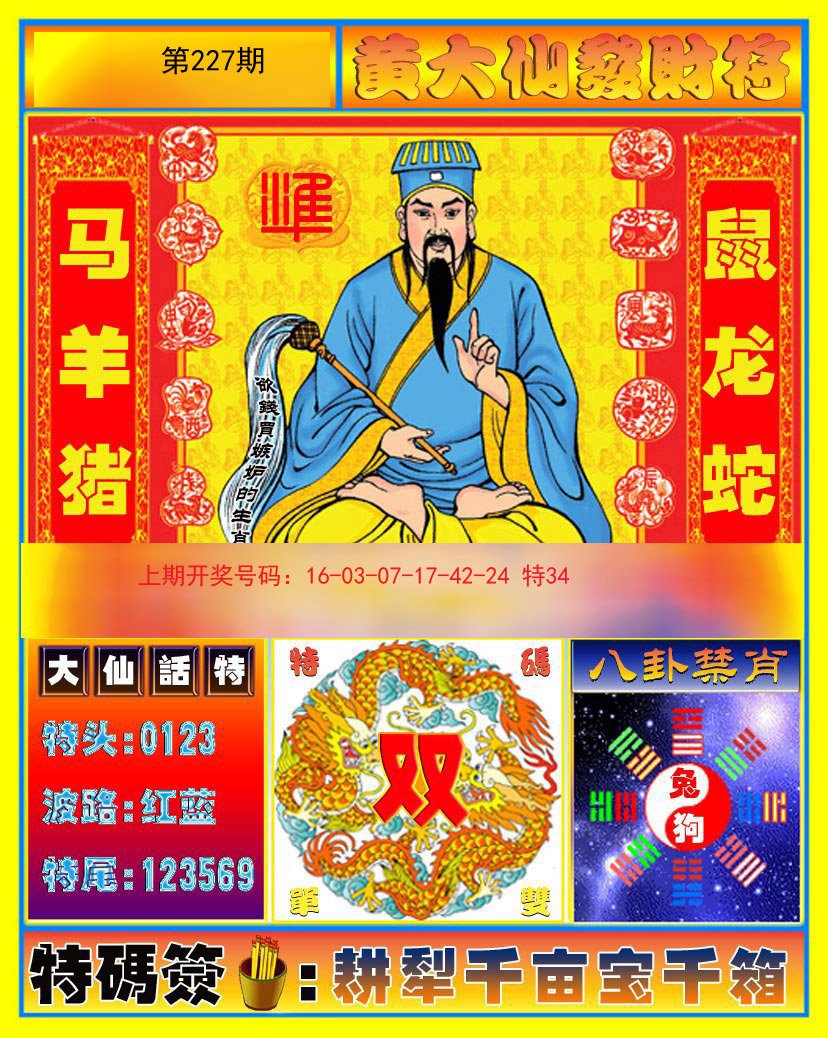 第227期
黄大仙發財符
马羊猪
鼠龙蛇
欲錢買嫉妒的生肖
上期开奖号码：16-03-07-17-42-24 特34
大仙話特
特头:0123
波路:红蓝
特尾:123569
特碼
双
單雙
八卦禁肖
兔
狗
特碼簽:耕犁千亩宝千箱